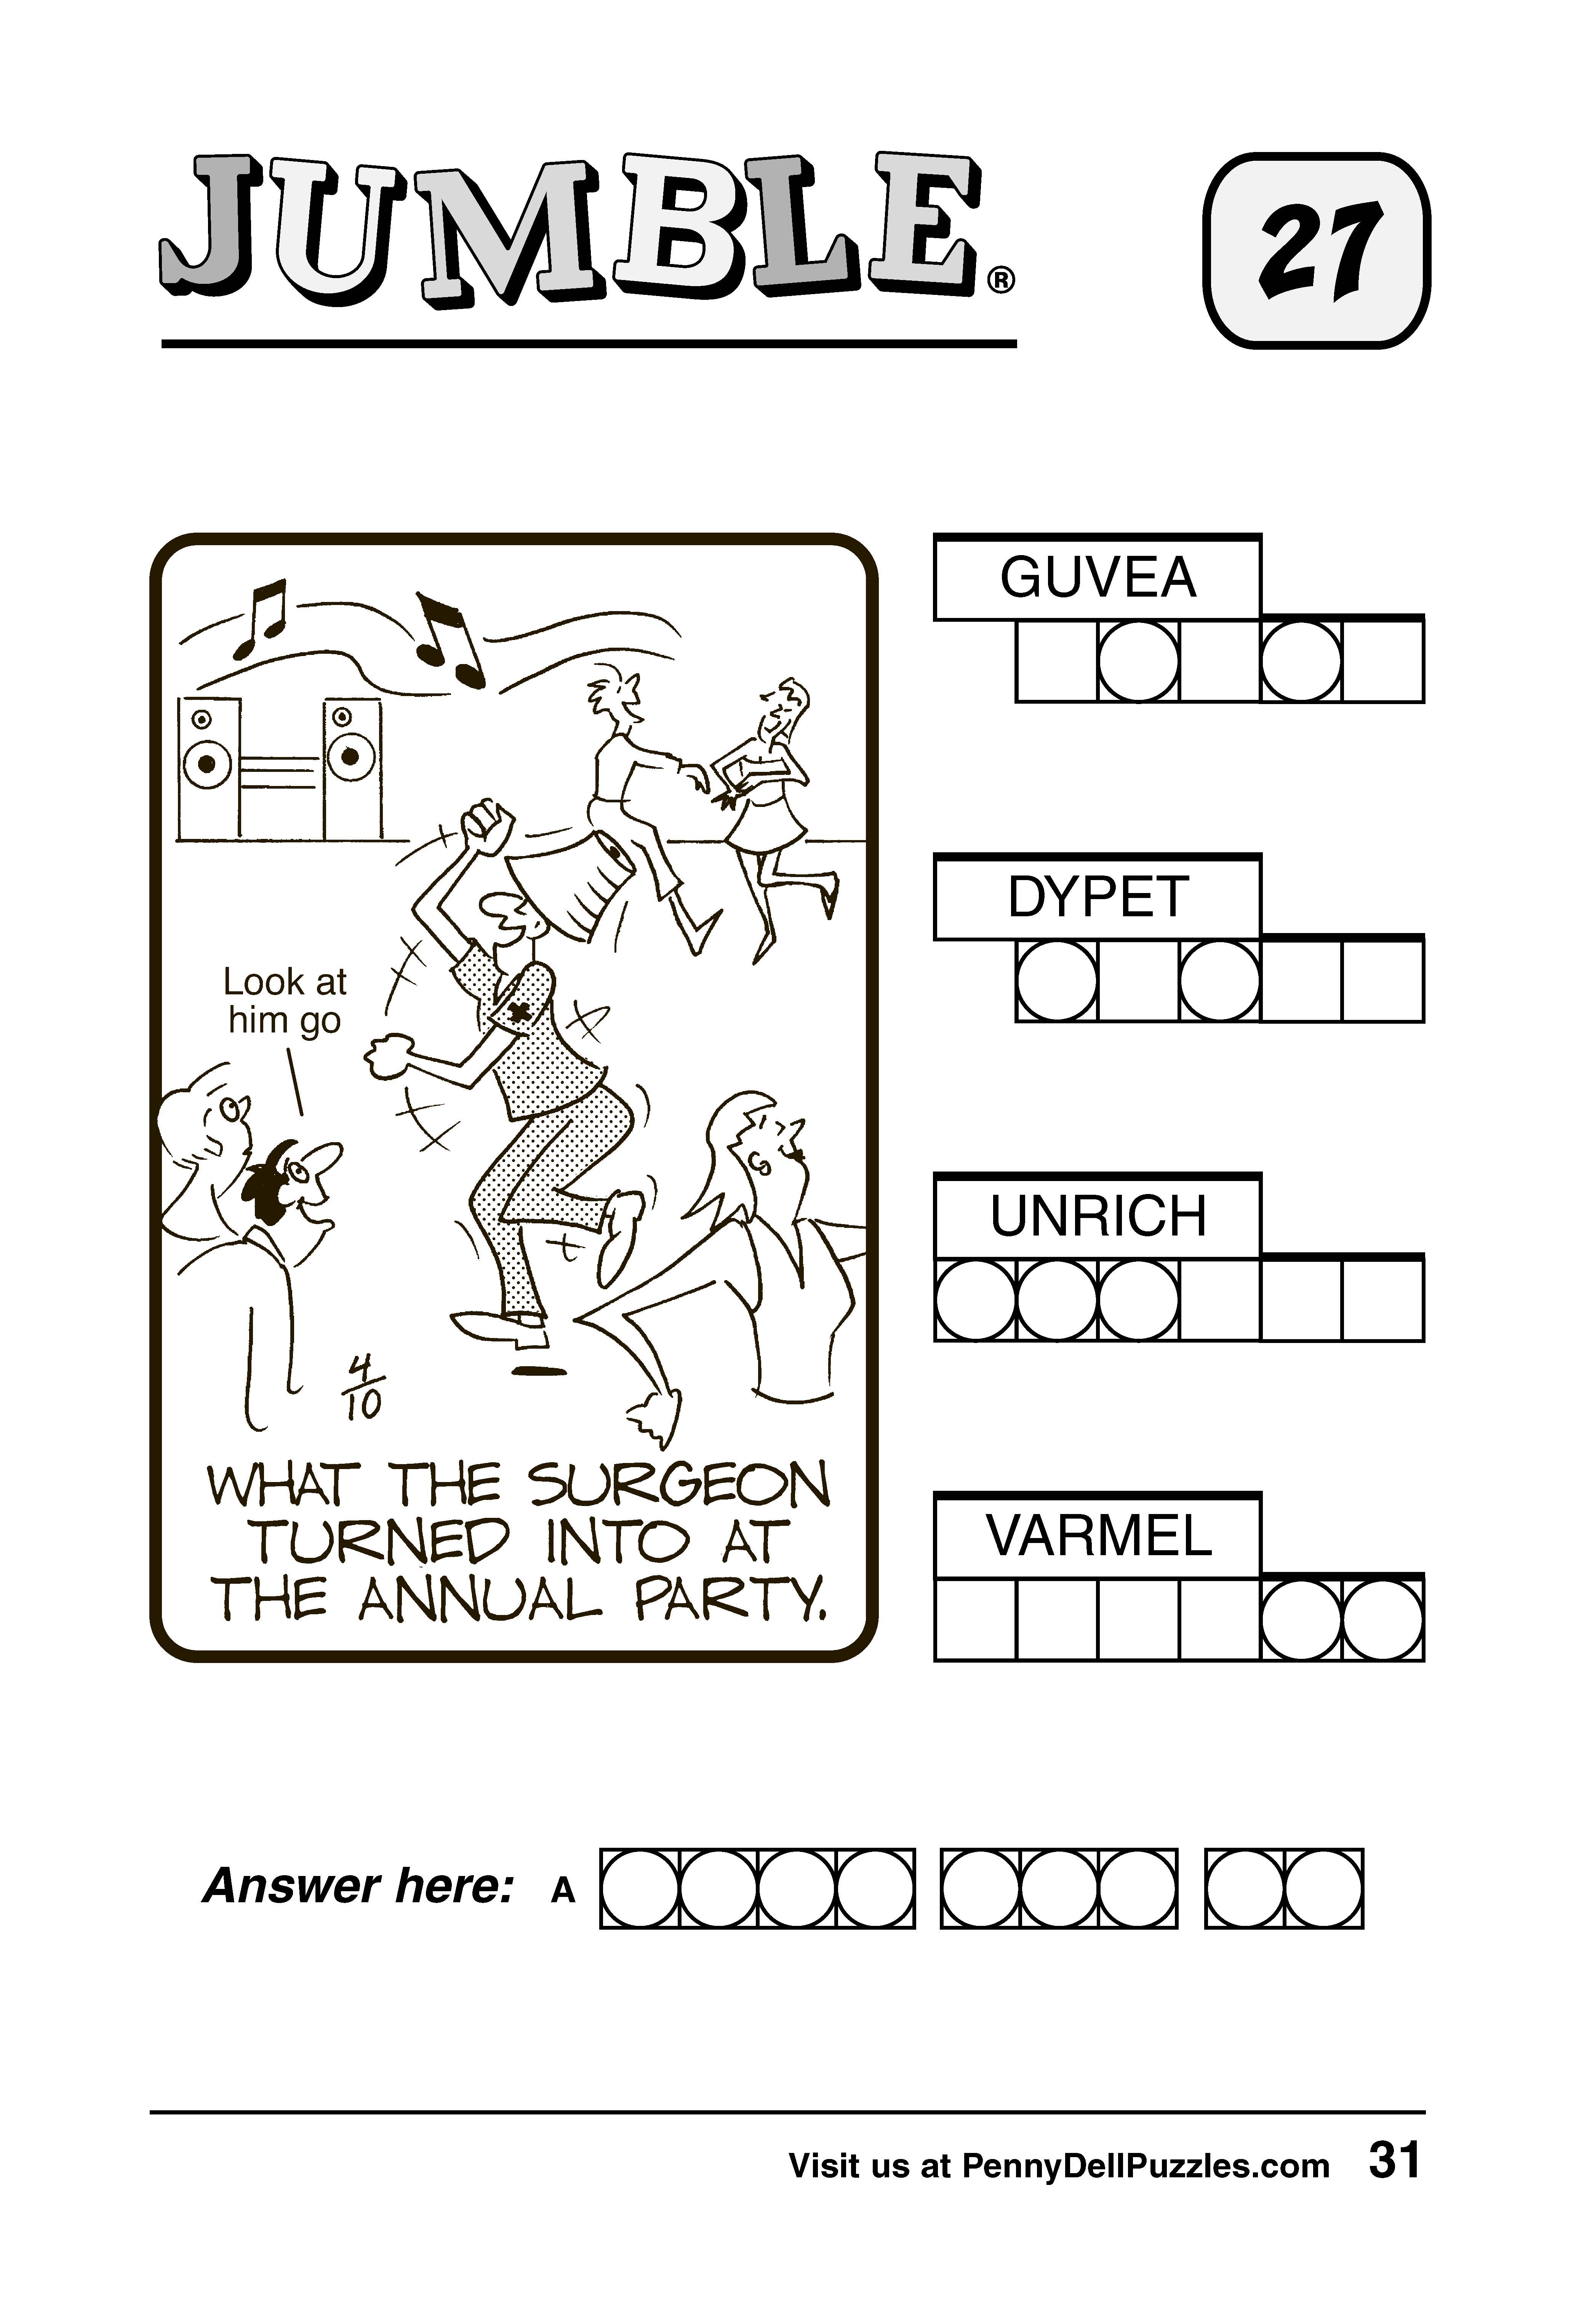 JUMBLE®
27
Look at
him go
4/10
WHAT THE SURGEON
TURNED INTO AT
THE ANNUAL PARTY.
GUVEA
DYPET
UNRICH
VARMEL
Answer here: A
Visit us at PennyDellPuzzles.com 31